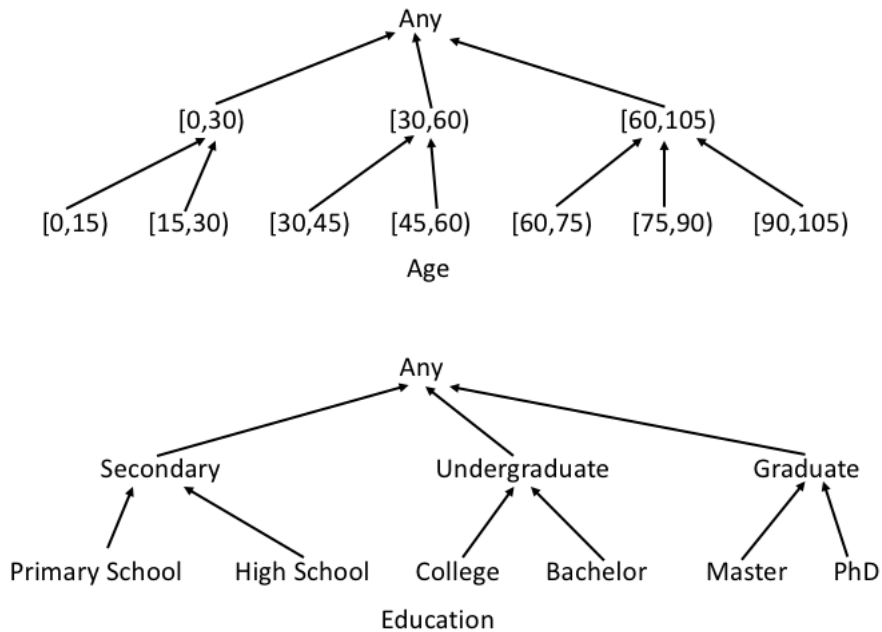 Any
[0,30) [30,60) [60,105)
[0,15) [15,30) [30,45) [45,60) [60,75) [75,90) [90,105)
Age
Any
Secondary Undergraduate Graduate
Primary School High School College Bachelor Master PhD
Education